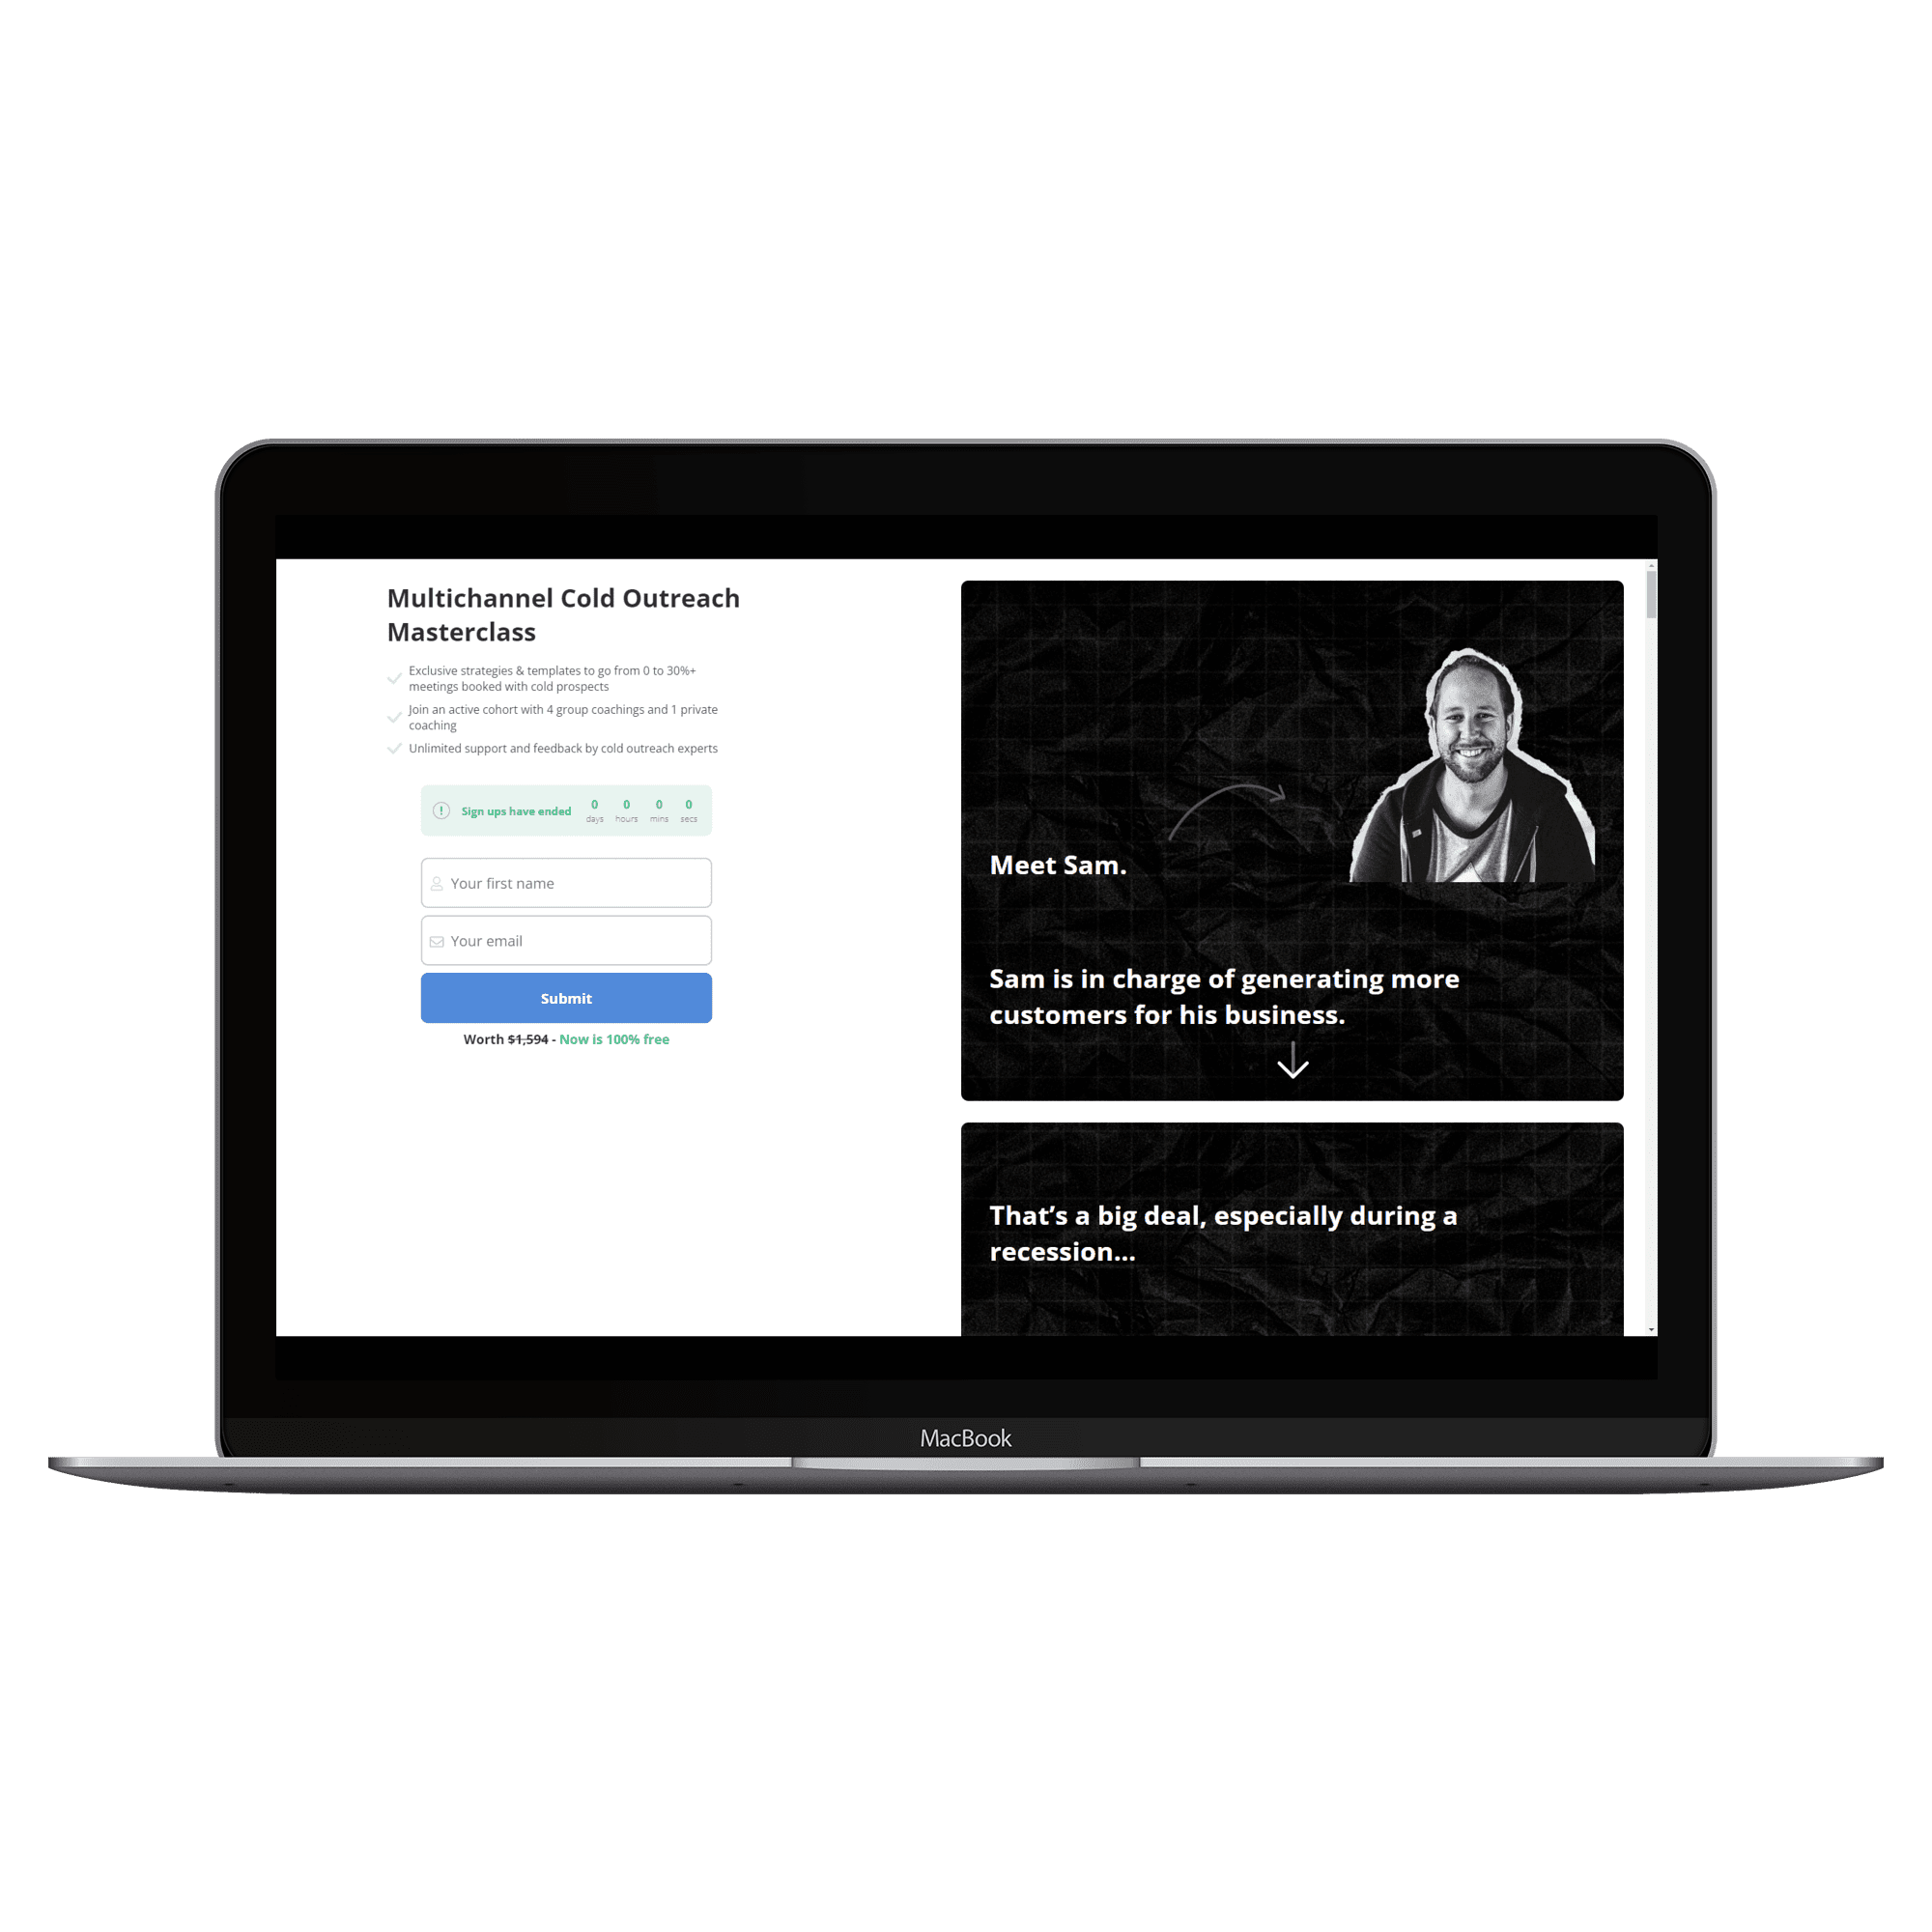 Multichannel Cold Outreach
Masterclass
Exclusive strategies & templates to go from 0 to 30%+
meetings booked with cold prospects
Join an active cohort with 4 group coachings and 1 private
coaching
Unlimited support and feedback by cold outreach experts
Sign ups have ended
0 0 0 0
days hours mins secs
Your first name
Your email
Submit
Worth $1,594 - Now is 100% free
Meet Sam.
Sam is in charge of generating more
customers for his business.
That’s a big deal, especially during a
recession...
MacBook